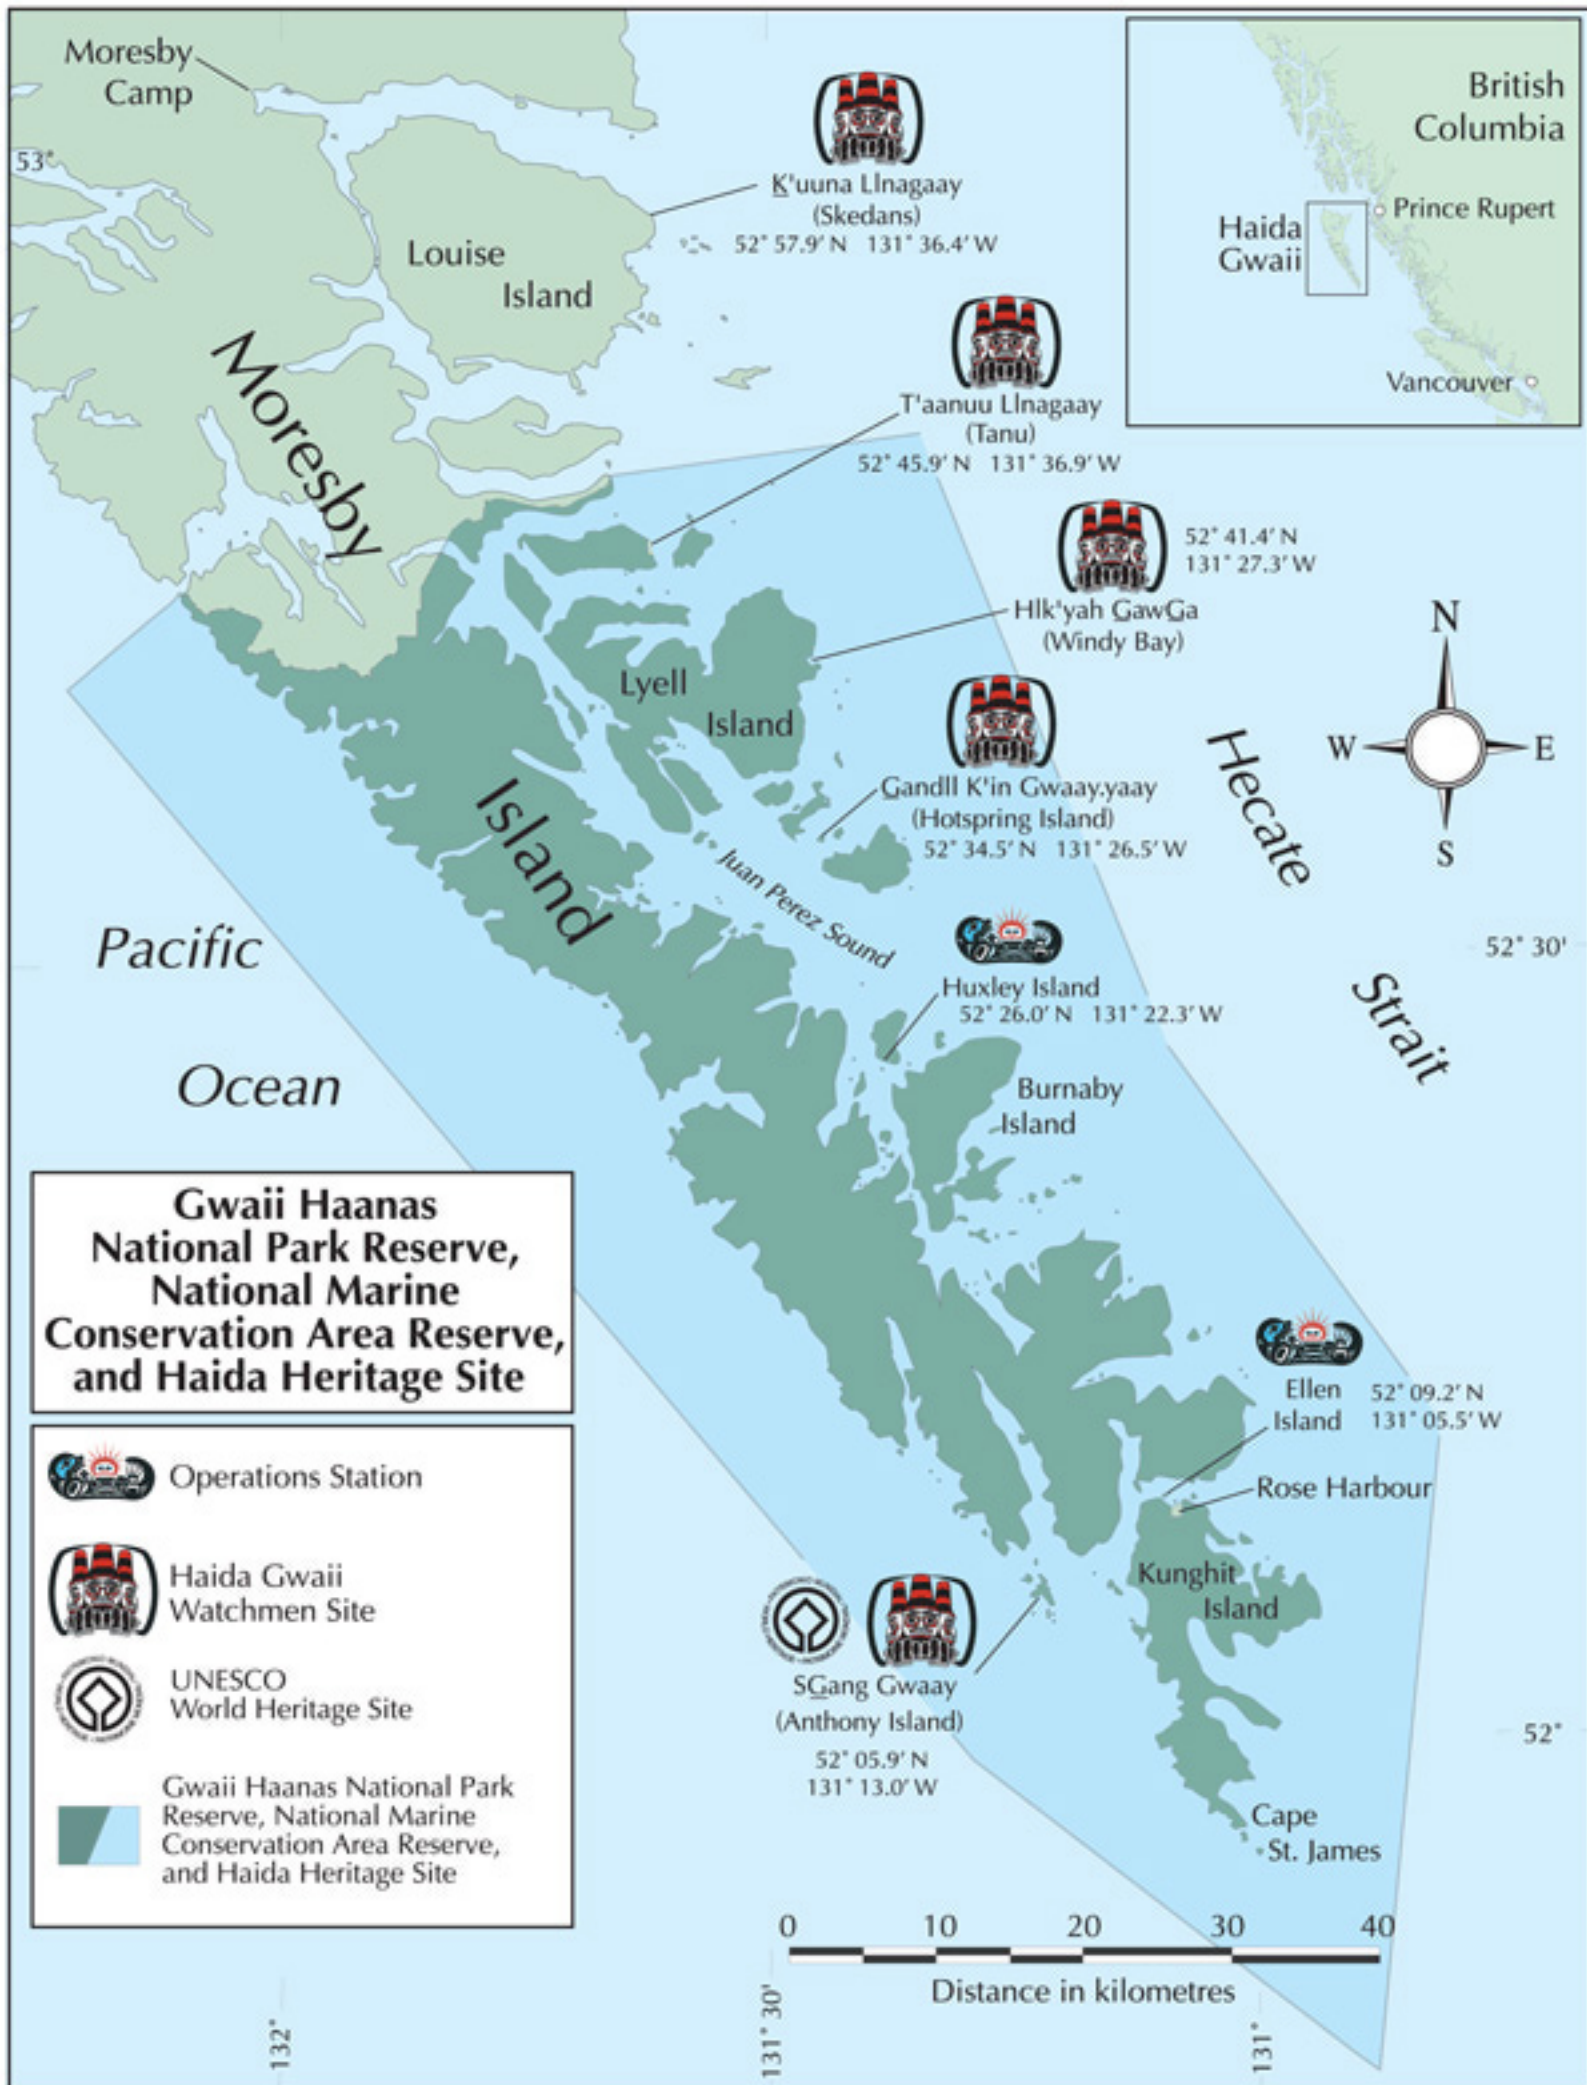 Moresby
Camp
53°
K'uuna Llnagaay
(Skedans)
52° 57.9' N 131° 36.4' W
British
Columbia
Prince Rupert
Haida
Gwaii
Vancouver
Louise
Island
T'aanuu Llnagaay
(Tanu)
52° 45.9' N 131° 36.9' W
Moresby
Island
52° 41.4' N
131° 27.3' W
Hlk'yah GawGa
(Windy Bay)
N
W
E
S
Lyell
Island
Gandll K'in Gwaay.yaay
(Hotspring Island)
52° 34.5' N 131° 26.5' W
Hecate
Strait
Juan Perez Sound
Pacific
Ocean
52° 30'
Huxley Island
52° 26.0' N 131° 22.3' W
Burnaby
Island
Gwaii Haanas
National Park Reserve,
National Marine
Conservation Area Reserve,
and Haida Heritage Site
Ellen
Island
52° 09.2' N
131° 05.5' W
Rose Harbour
Operations Station
Haida Gwaii
Watchmen Site
UNESCO
World Heritage Site
Gwaii Haanas National Park
Reserve, National Marine
Conservation Area Reserve,
and Haida Heritage Site
Kunghit
Island
SGang Gwaay
(Anthony Island)
52° 05.9' N
131° 13.0' W
52°
Cape
St. James
0 10 20 30 40
Distance in kilometres
132°
131° 30'
131°